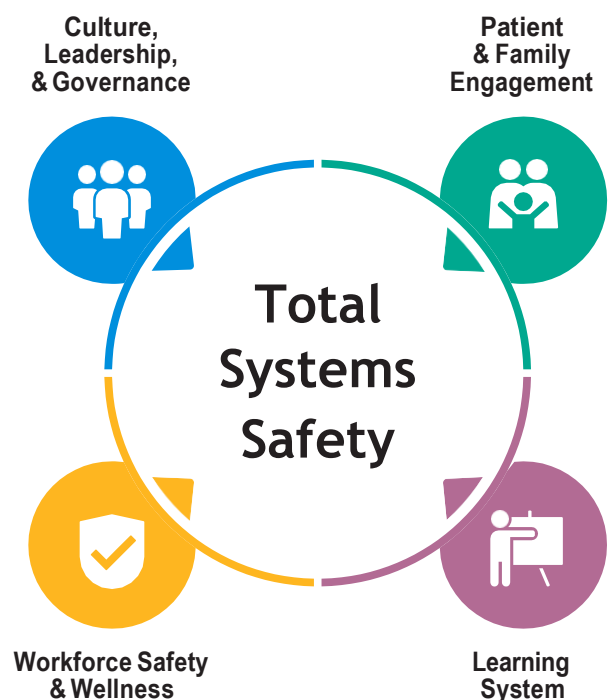 Culture,
Leadership,
& Governance
Patient
& Family
Engagement
Total
Systems
Safety
Workforce Safety
& Wellness
Learning
System